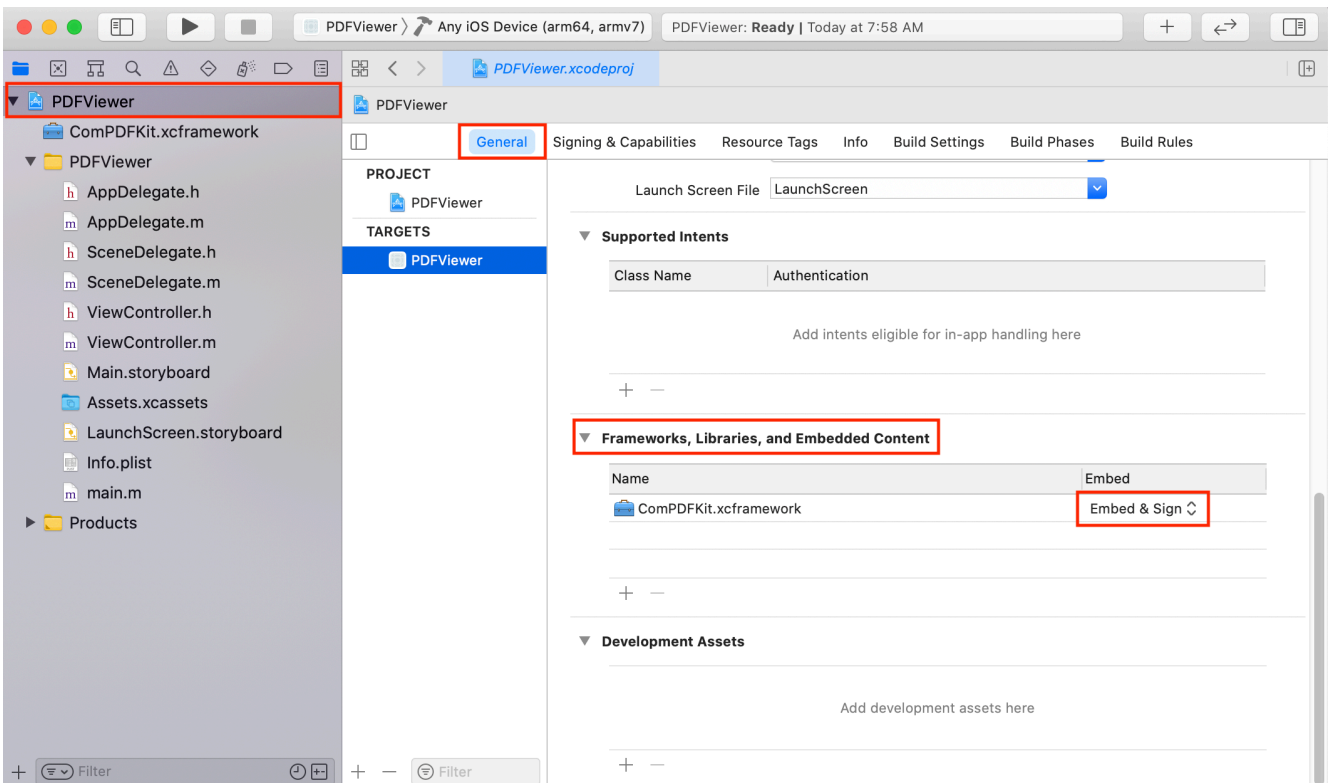 PDFViewer 〉 Any iOS Device (arm64, armv7)
PDFViewer: Ready | Today at 7:58 AM
PDFViewer.xcodeproj
PDFViewer
ComPDFKit.xcframework
PDFViewer
h AppDelegate.h
m AppDelegate.m
h SceneDelegate.h
m SceneDelegate.m
h ViewController.h
m ViewController.m
Main.storyboard
Assets.xcassets
LaunchScreen.storyboard
Info.plist
m main.m
Products
Filter
PDFViewer
General Signing & Capabilities Resource Tags Info Build Settings Build Phases Build Rules
PROJECT
PDFViewer
TARGETS
PDFViewer
Filter
Launch Screen File LaunchScreen
Supported Intents
Class Name Authentication
Add intents eligible for in-app handling here
Frameworks, Libraries, and Embedded Content
Name Embed
ComPDFKit.xcframework Embed & Sign
Development Assets
Add development assets here